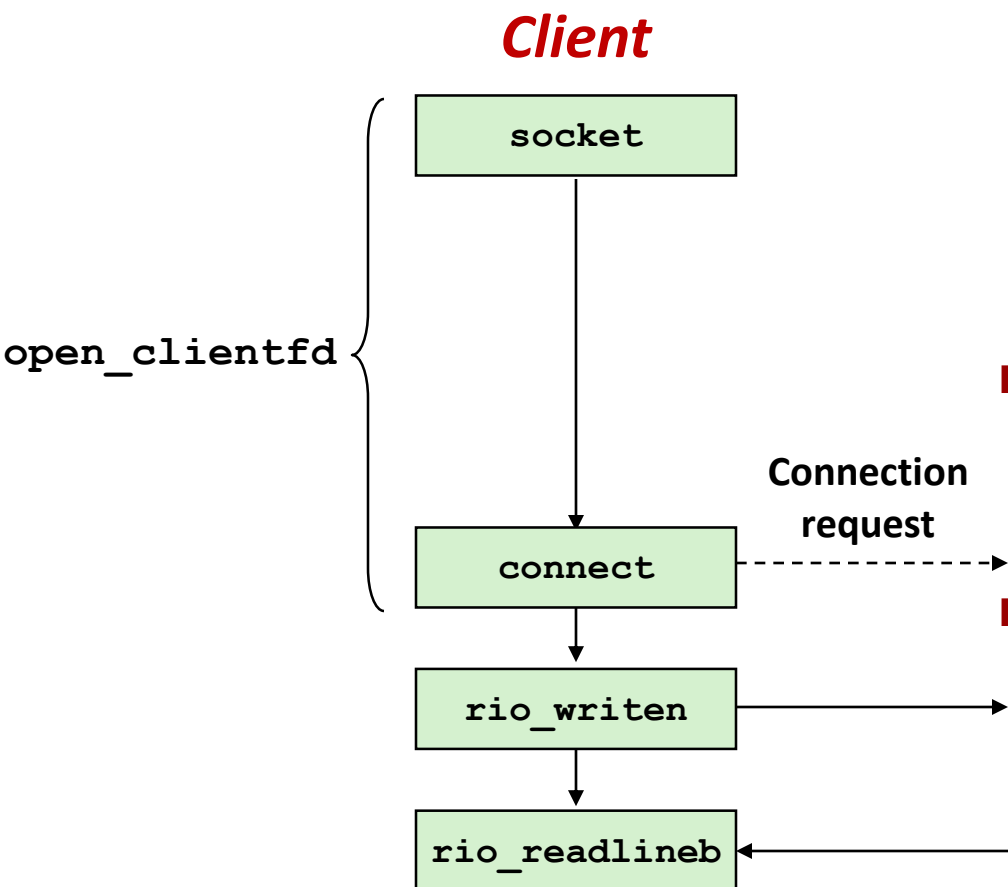 Client
socket
open_clientfd
Connection
request
connect
rio_writen
rio_readlineb